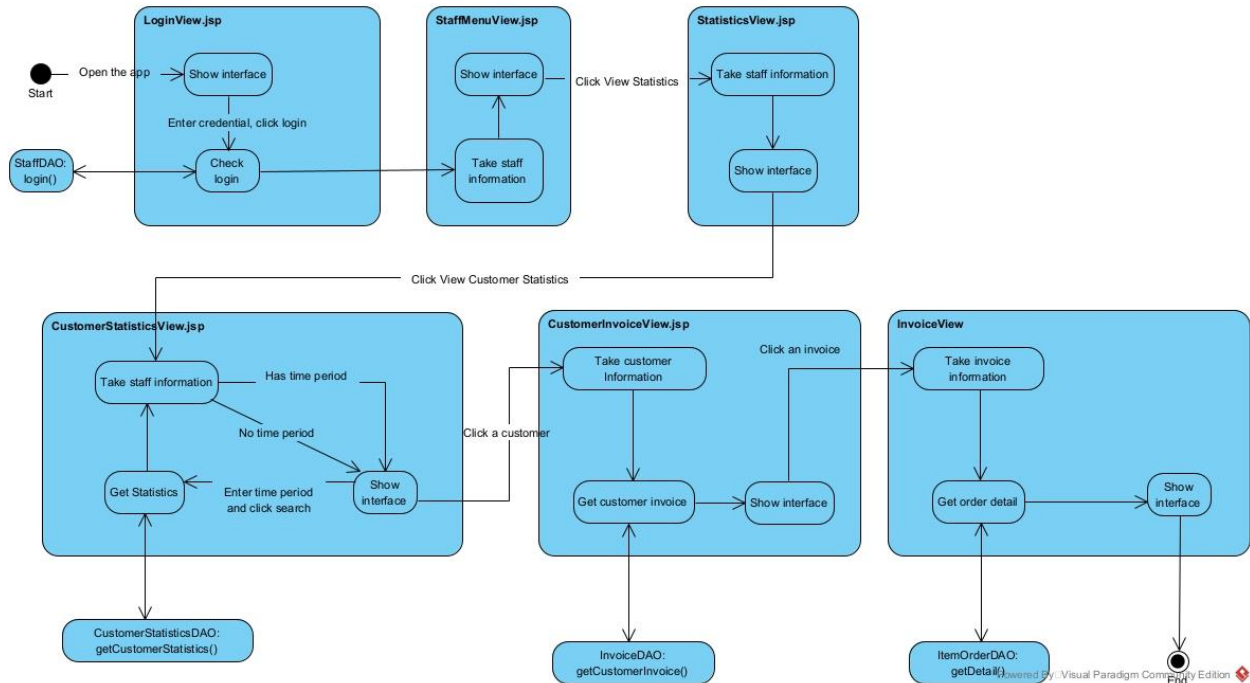 LoginView.jsp
StaffMenuView.jsp
StatisticsView.jsp
Open the app
Start
Show interface
Show interface
Click View Statistics
Take staff information
Enter credential, click login
StaffDAO:
login()
Check
login
Take staff
information
Show interface
Click View Customer Statistics
CustomerStatisticsView.jsp
CustomerInvoiceView.jsp
InvoiceView
Take staff information
Has time period
No time period
Get Statistics
Enter time period
and click search
Show
interface
Click a customer
Take customer
Information
Click an invoice
Get customer invoice
Show interface
Take invoice
information
Get order detail
Show
interface
CustomerStatisticsDAO:
getCustomerStatistics()
InvoiceDAO:
getCustomerInvoice()
ItemOrderDAO:
getDetail()
Powered By Visual Paradigm Community Edition
End